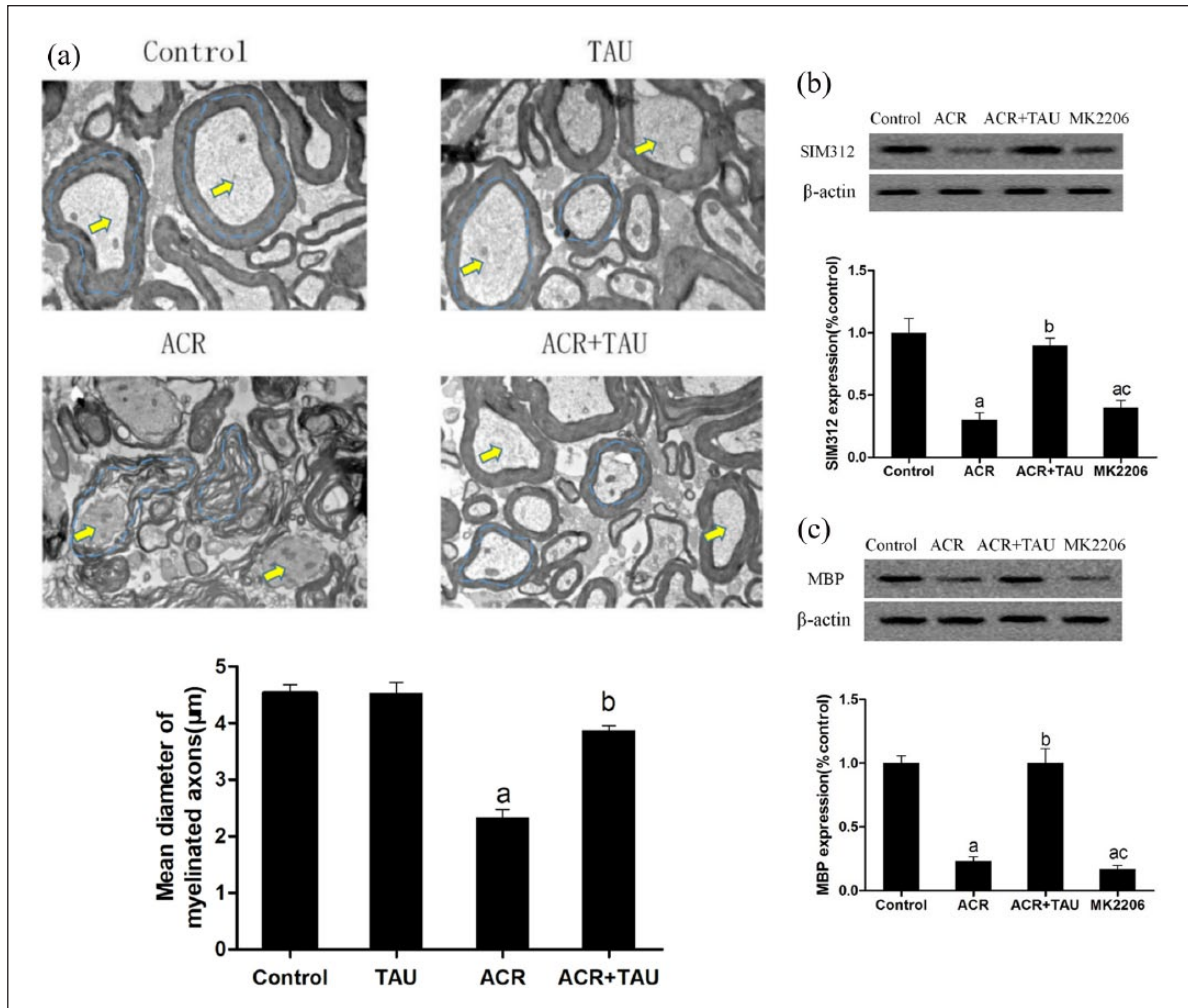 (a)
Control
TAU
ACR
ACR+TAU
Mean diameter of
myelinated axons(μm)
5
4
3
2
1
0
a
b
Control TAU ACR ACR+TAU
(b)
Control ACR ACR+TAU MK2206
SIM312
β-actin
SIM312 expression(%control)
1.5
1.0
0.5
0.0
a
b
ac
Control ACR ACR+TAU MK2206
(c)
Control ACR ACR+TAU MK2206
MBP
β-actin
MBP expression(%control)
1.5
1.0
0.5
0.0
a
b
ac
Control ACR ACR+TAU MK2206